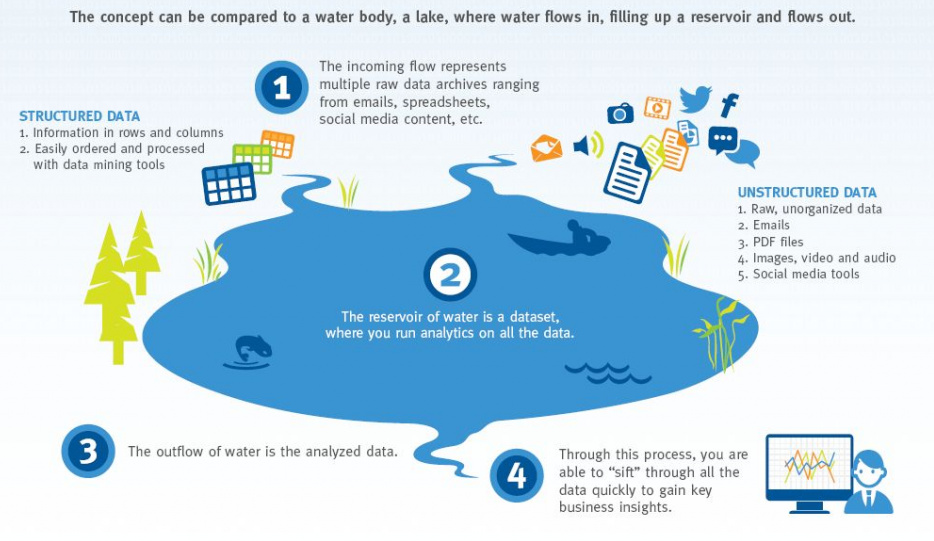 The concept can be compared to a water body, a lake, where water flows in, filling up a reservoir and flows out.
1
The incoming flow represents
multiple raw data archives ranging
from emails, spreadsheets,
social media content, etc.
STRUCTURED DATA
1. Information in rows and columns
2. Easily ordered and processed
with data mining tools
UNSTRUCTURED DATA
1. Raw, unorganized data
2. Emails
3. PDF files
4. Images, video and audio
5. Social media tools
2
The reservoir of water is a dataset,
where you run analytics on all the data.
3
The outflow of water is the analyzed data.
4
Through this process, you are
able to “sift” through all the
data quickly to gain key
business insights.